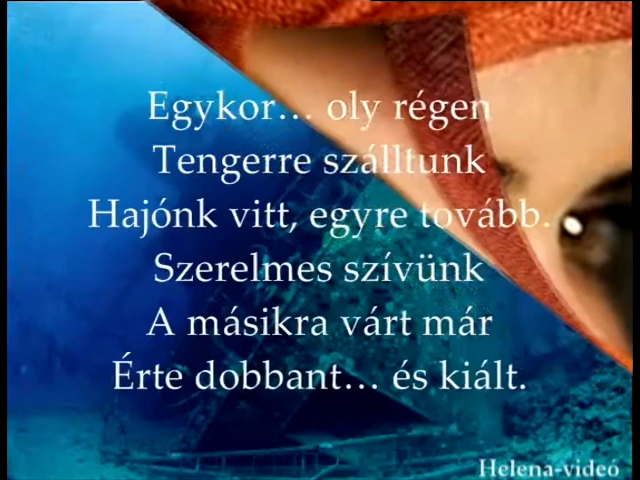 Egykor… oly régen
Tengerre szálltunk
Hajónk vitt, egyre tovább.
Szerelmes szívünk
A másikra várt már
Érte dobbant… és kiált.
Helena-videó